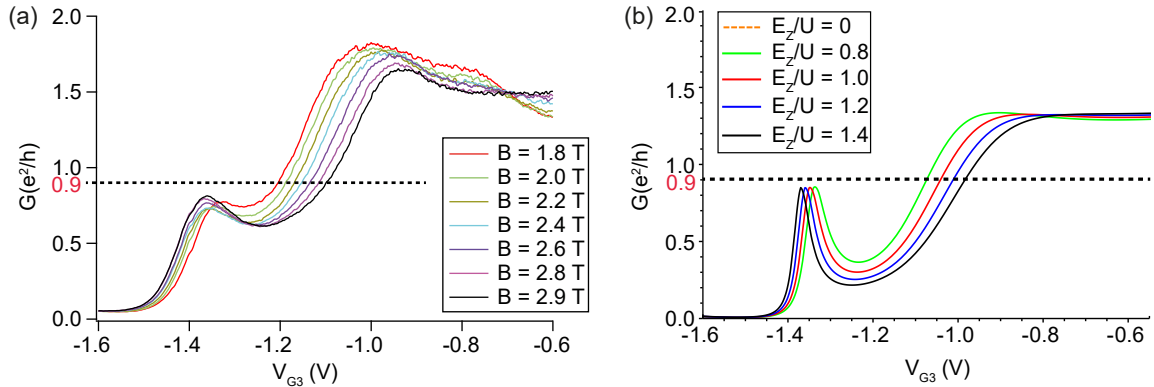 (a)
G(e²/h)
2.0
1.5
1.0
0.9
0.5
0.0
-1.6
-1.4
-1.2
-1.0
-0.8
-0.6
V_G3 (V)
B = 1.8 T
B = 2.0 T
B = 2.2 T
B = 2.4 T
B = 2.6 T
B = 2.8 T
B = 2.9 T
(b)
G(e²/h)
2.0
1.5
1.0
0.9
0.5
0.0
-1.6
-1.4
-1.2
-1.0
-0.8
-0.6
V_G3 (V)
E_Z/U = 0
E_Z/U = 0.8
E_Z/U = 1.0
E_Z/U = 1.2
E_Z/U = 1.4